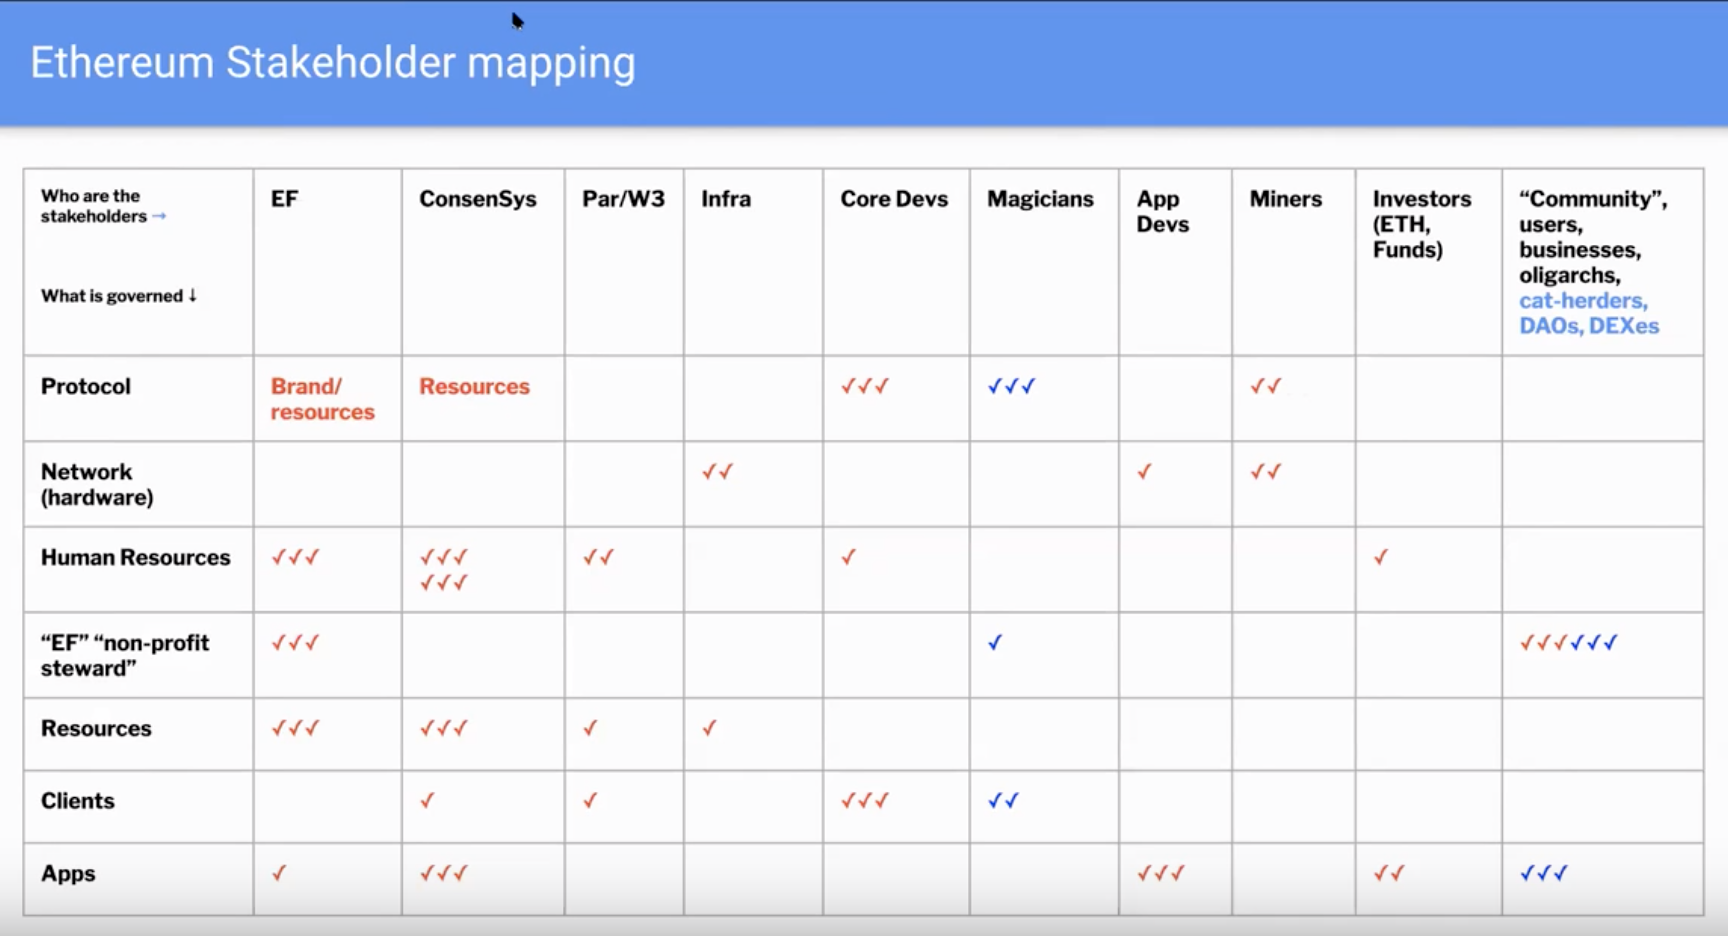 Ethereum Stakeholder mapping
Who are the
stakeholders →
What is governed ↓
EF
ConsenSys
Par/W3
Infra
Core Devs
Magicians
App
Devs
Miners
Investors
(ETH,
Funds)
“Community”,
users,
businesses,
oligarchs,
cat-herders,
DAOs, DEXes
Protocol
Brand/
resources
Resources
✓✓✓
✓✓✓
✓✓
Network
(hardware)
✓✓
✓
✓✓
Human Resources
✓✓✓
✓✓✓
✓✓✓
✓✓
✓
✓
“EF” “non-profit
steward”
✓✓✓
✓
✓✓✓✓✓✓
Resources
✓✓✓
✓✓✓
✓
✓
Clients
✓
✓
✓✓✓
✓✓
Apps
✓
✓✓✓
✓✓✓
✓✓
✓✓✓